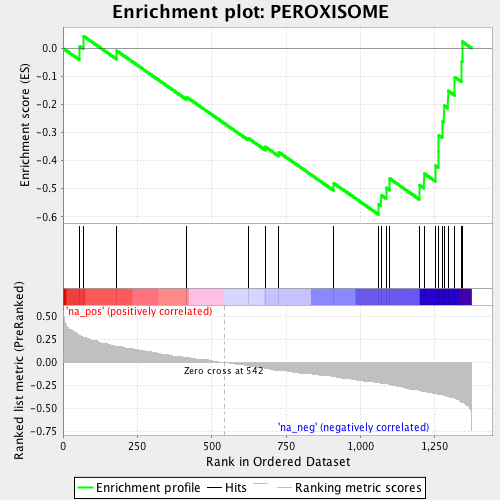 Enrichment plot: PEROXISOME
Enrichment score (ES)
0.0
-0.1
-0.2
-0.3
-0.4
-0.5
-0.6
'na_pos' (positively correlated)
Ranked list metric (PreRanked)
0.50
0.25
0.00
-0.25
-0.50
-0.75
Zero cross at 542
'na_neg' (negatively correlated)
0 250 500 750 1,000 1,250
Rank in Ordered Dataset
Enrichment profile Hits Ranking metric scores